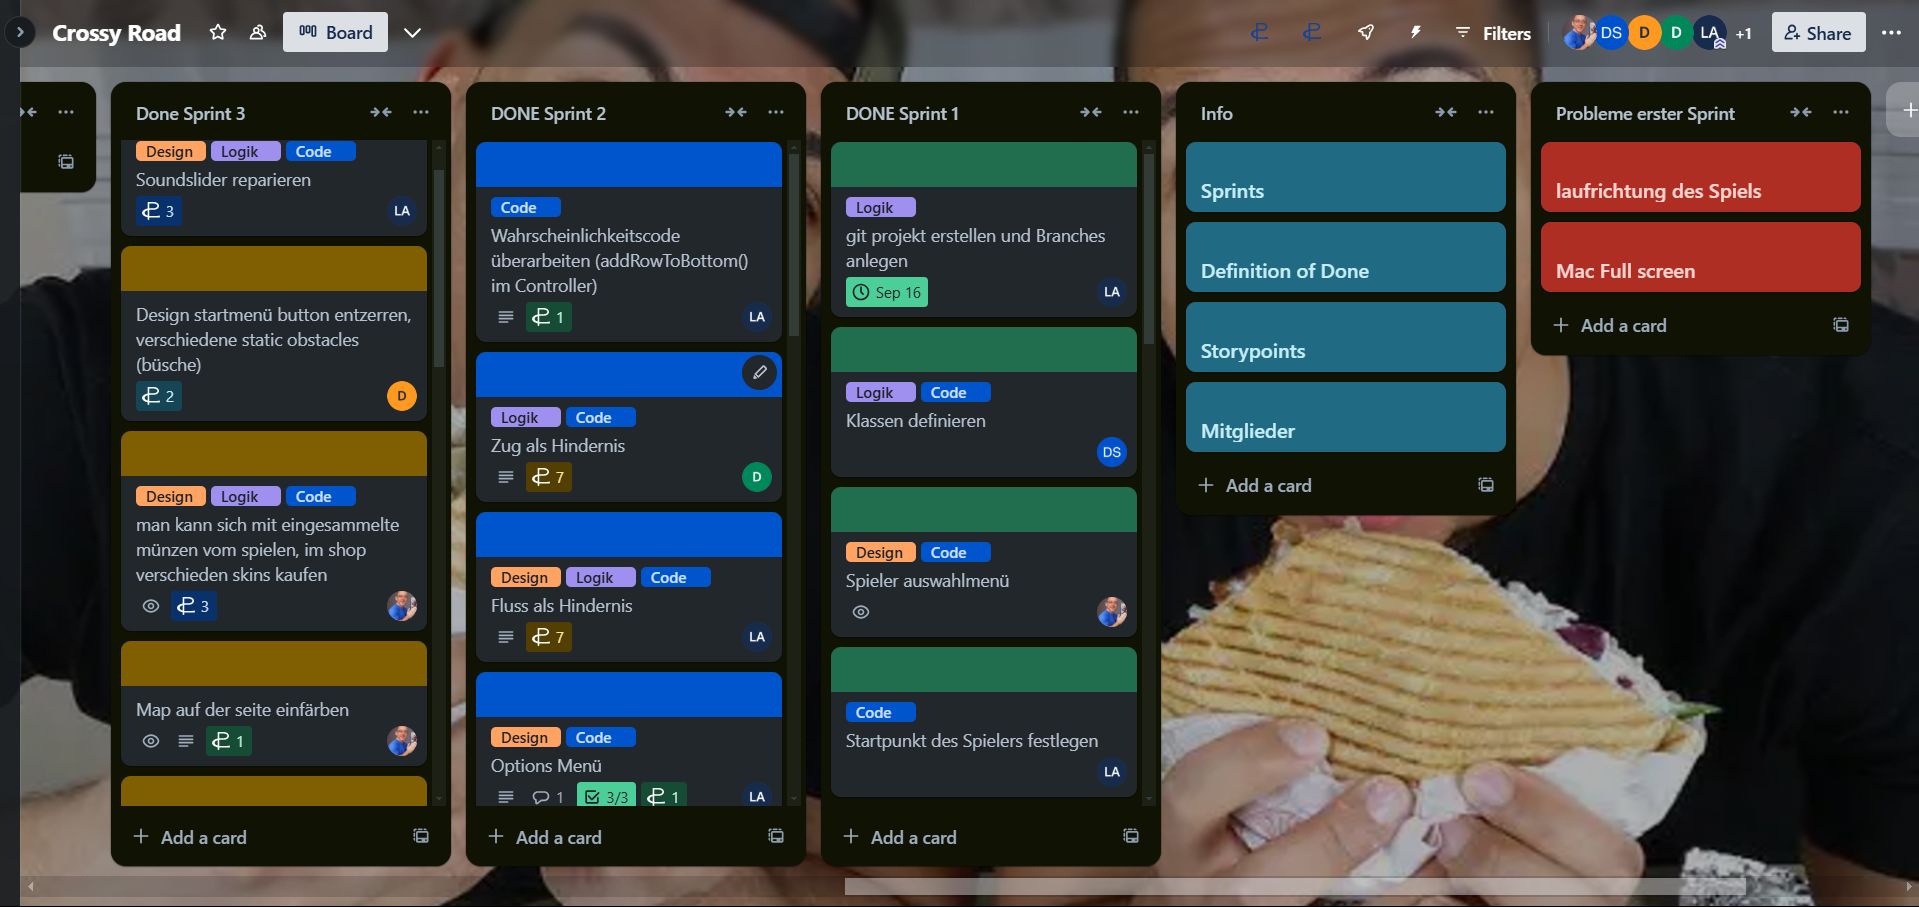 Crossy Road
Board
Filters
DS
D
D
LA
+1
Share
Done Sprint 3
Design Logik Code
Soundslider reparieren
3
LA
Design startmenü button entzerren,
verschiedene static obstacles
(büsche)
2
D
Design Logik Code
man kann sich mit eingesammelte
münzen vom spielen, im shop
verschieden skins kaufen
3
Map auf der seite einfärben
1
Add a card
DONE Sprint 2
Code
Wahrscheinlichkeitscode
überarbeiten (addRowToBottom()
im Controller)
1
LA
Logik Code
Zug als Hindernis
7
D
Design Logik Code
Fluss als Hindernis
7
LA
Design Code
Options Menü
1 3/3 1
LA
Add a card
DONE Sprint 1
Logik
git projekt erstellen und Branches
anlegen
Sep 16
LA
Logik Code
Klassen definieren
DS
Design Code
Spieler auswahlmenü
Code
Startpunkt des Spielers festlegen
LA
Add a card
Info
Sprints
Definition of Done
Storypoints
Mitglieder
Add a card
Probleme erster Sprint
laufrichtung des Spiels
Mac Full screen
Add a card